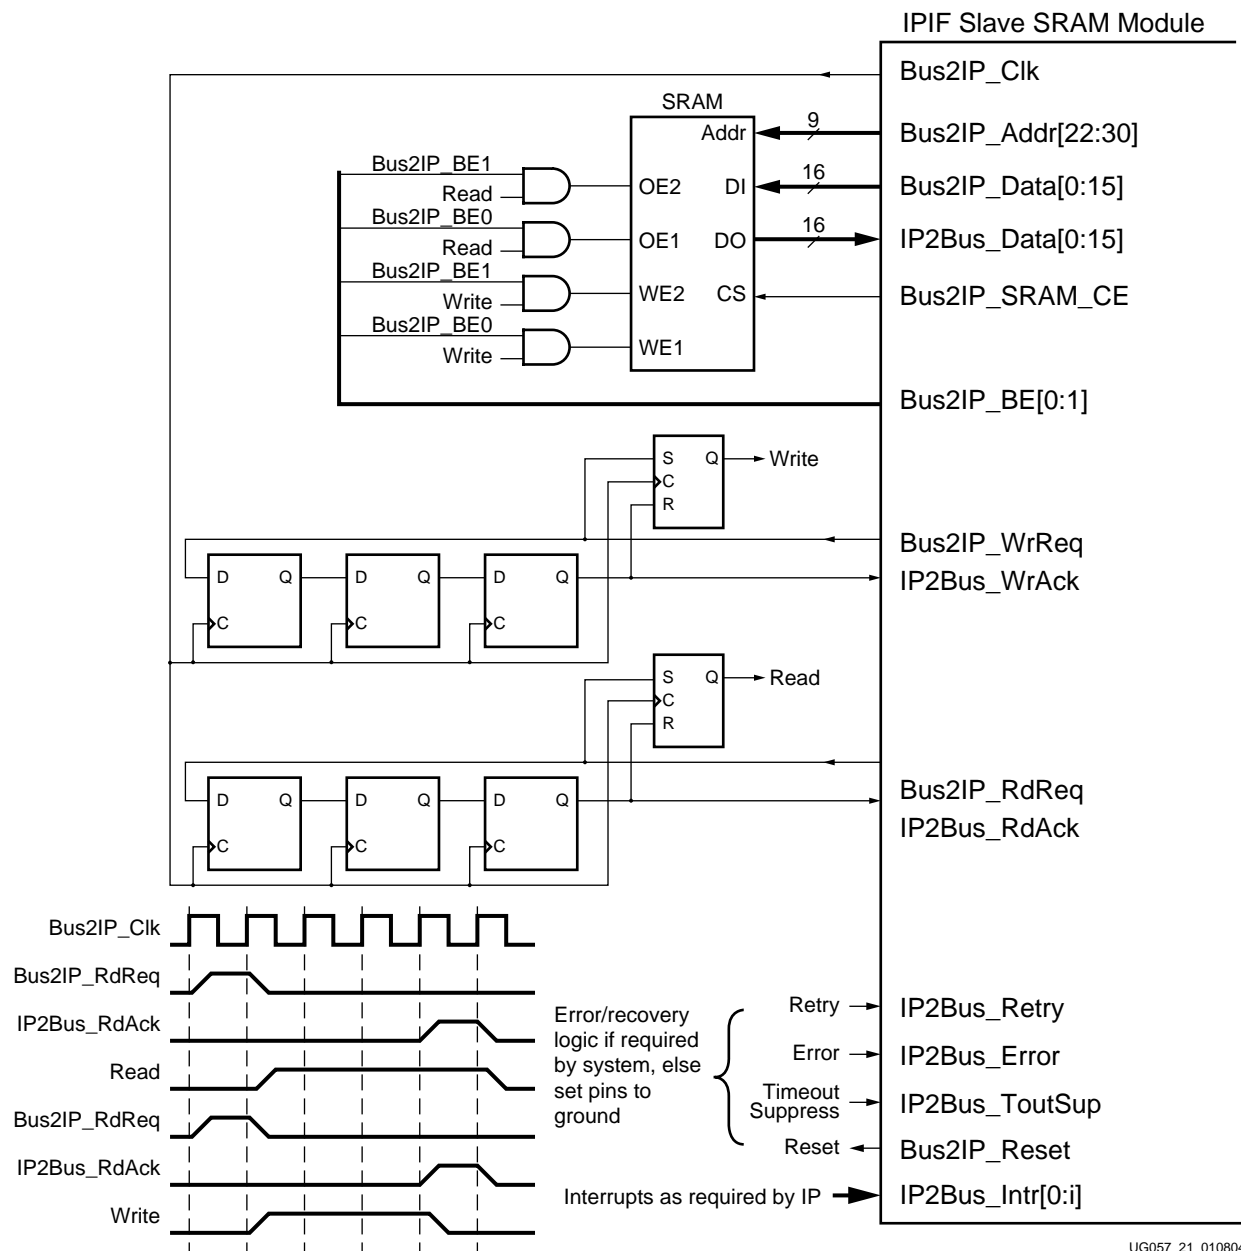 IPIF Slave SRAM Module
Bus2IP_Clk
SRAM
Addr
9
Bus2IP_Addr[22:30]
Bus2IP_BE1
Read
OE2
DI
16
Bus2IP_Data[0:15]
Bus2IP_BE0
Read
OE1
DO
16
IP2Bus_Data[0:15]
Bus2IP_BE1
Write
WE2
CS
Bus2IP_SRAM_CE
Bus2IP_BE0
Write
WE1
Bus2IP_BE[0:1]
S
Q
Write
C
R
Bus2IP_WrReq
D
Q
D
Q
D
Q
IP2Bus_WrAck
C
C
C
S
Q
Read
C
R
Bus2IP_RdReq
D
Q
D
Q
D
Q
IP2Bus_RdAck
C
C
C
Bus2IP_Clk
Bus2IP_RdReq
IP2Bus_RdAck
Read
Bus2IP_RdReq
IP2Bus_RdAck
Write
Error/recovery
logic if required
by system, else
set pins to
ground
Retry
IP2Bus_Retry
Error
IP2Bus_Error
Timeout
Suppress
IP2Bus_ToutSup
Reset
Bus2IP_Reset
Interrupts as required by IP
IP2Bus_Intr[0:i]
UG057_21_010804